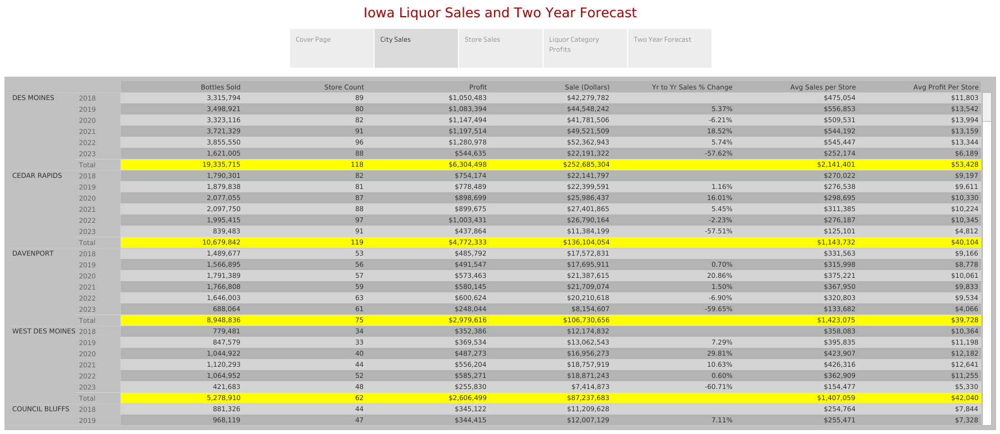 Iowa Liquor Sales and Two Year Forecast
Cover Page City Sales Store Sales Liquor Category Profits Two Year Forecast
Bottles Sold Store Count Profit Sale (Dollars) Yr to Yr Sales % Change Avg Sales per Store Avg Profit Per Store
DES MOINES 2018 3,315,794 89 $1,050,483 $42,279,782 $475,054 $11,803
2019 3,498,921 80 $1,083,394 $44,548,242 5.37% $556,853 $13,542
2020 3,323,116 82 $1,147,494 $41,781,506 -6.21% $509,531 $13,994
2021 3,721,329 91 $1,197,514 $49,521,509 18.52% $544,192 $13,159
2022 3,855,550 96 $1,280,978 $52,362,943 5.74% $545,447 $13,344
2023 1,621,005 88 $544,635 $22,191,322 -57.62% $252,174 $6,189
Total 19,335,715 118 $6,304,498 $252,685,304 $2,141,401 $53,428
CEDAR RAPIDS 2018 1,790,301 82 $754,174 $22,141,797 $270,022 $9,197
2019 1,879,838 81 $778,489 $22,399,591 1.16% $276,538 $9,611
2020 2,077,055 87 $898,699 $25,986,437 16.01% $298,695 $10,330
2021 2,097,750 88 $899,675 $27,401,865 5.45% $311,385 $10,224
2022 1,995,415 97 $1,003,431 $26,790,164 -2.23% $276,187 $10,345
2023 839,483 91 $437,864 $11,384,199 -57.51% $125,101 $4,812
Total 10,679,842 119 $4,772,333 $136,104,054 $1,143,732 $40,104
DAVENPORT 2018 1,489,677 53 $485,792 $17,572,831 $331,563 $9,166
2019 1,566,895 56 $491,547 $17,695,911 0.70% $315,998 $8,778
2020 1,791,389 57 $573,463 $21,387,615 20.86% $375,221 $10,061
2021 1,766,808 59 $580,145 $21,709,074 1.50% $367,950 $9,833
2022 1,646,003 63 $600,624 $20,210,618 -6.90% $320,803 $9,534
2023 688,064 61 $248,044 $8,154,607 -59.65% $133,682 $4,066
Total 8,948,836 75 $2,979,616 $106,730,656 $1,423,075 $39,728
WEST DES MOINES 2018 779,481 34 $352,386 $12,174,832 $358,083 $10,364
2019 847,579 33 $369,534 $13,062,543 7.29% $395,835 $11,198
2020 1,044,922 40 $487,273 $16,956,273 29.81% $423,907 $12,182
2021 1,120,293 44 $556,204 $18,757,919 10.63% $426,316 $12,641
2022 1,064,952 52 $585,271 $18,871,243 0.60% $362,909 $11,255
2023 421,683 48 $255,830 $7,414,873 -60.71% $154,477 $5,330
Total 5,278,910 62 $2,606,499 $87,237,683 $1,407,059 $42,040
COUNCIL BLUFFS 2018 881,326 44 $345,122 $11,209,628 $254,764 $7,844
2019 968,119 47 $344,415 $12,007,129 7.11% $255,471 $7,328